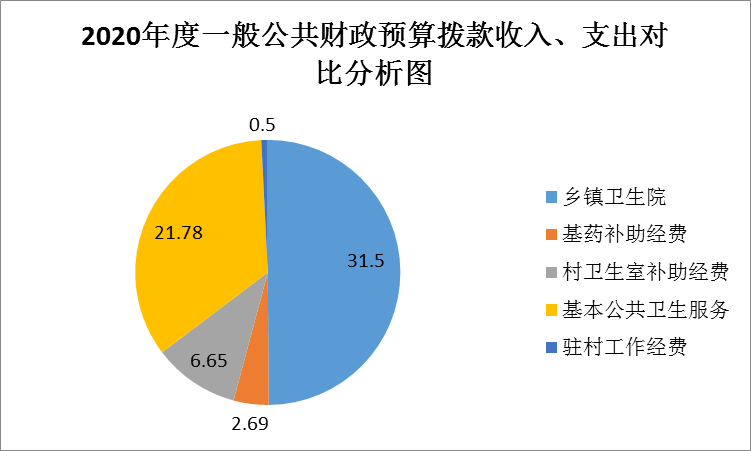 2020年度一般公共财政预算拨款收入、支出对
比分析图
0.5
21.78
31.5
6.65
2.69
乡镇卫生院
基药补助经费
村卫生室补助经费
基本公共卫生服务
驻村工作经费